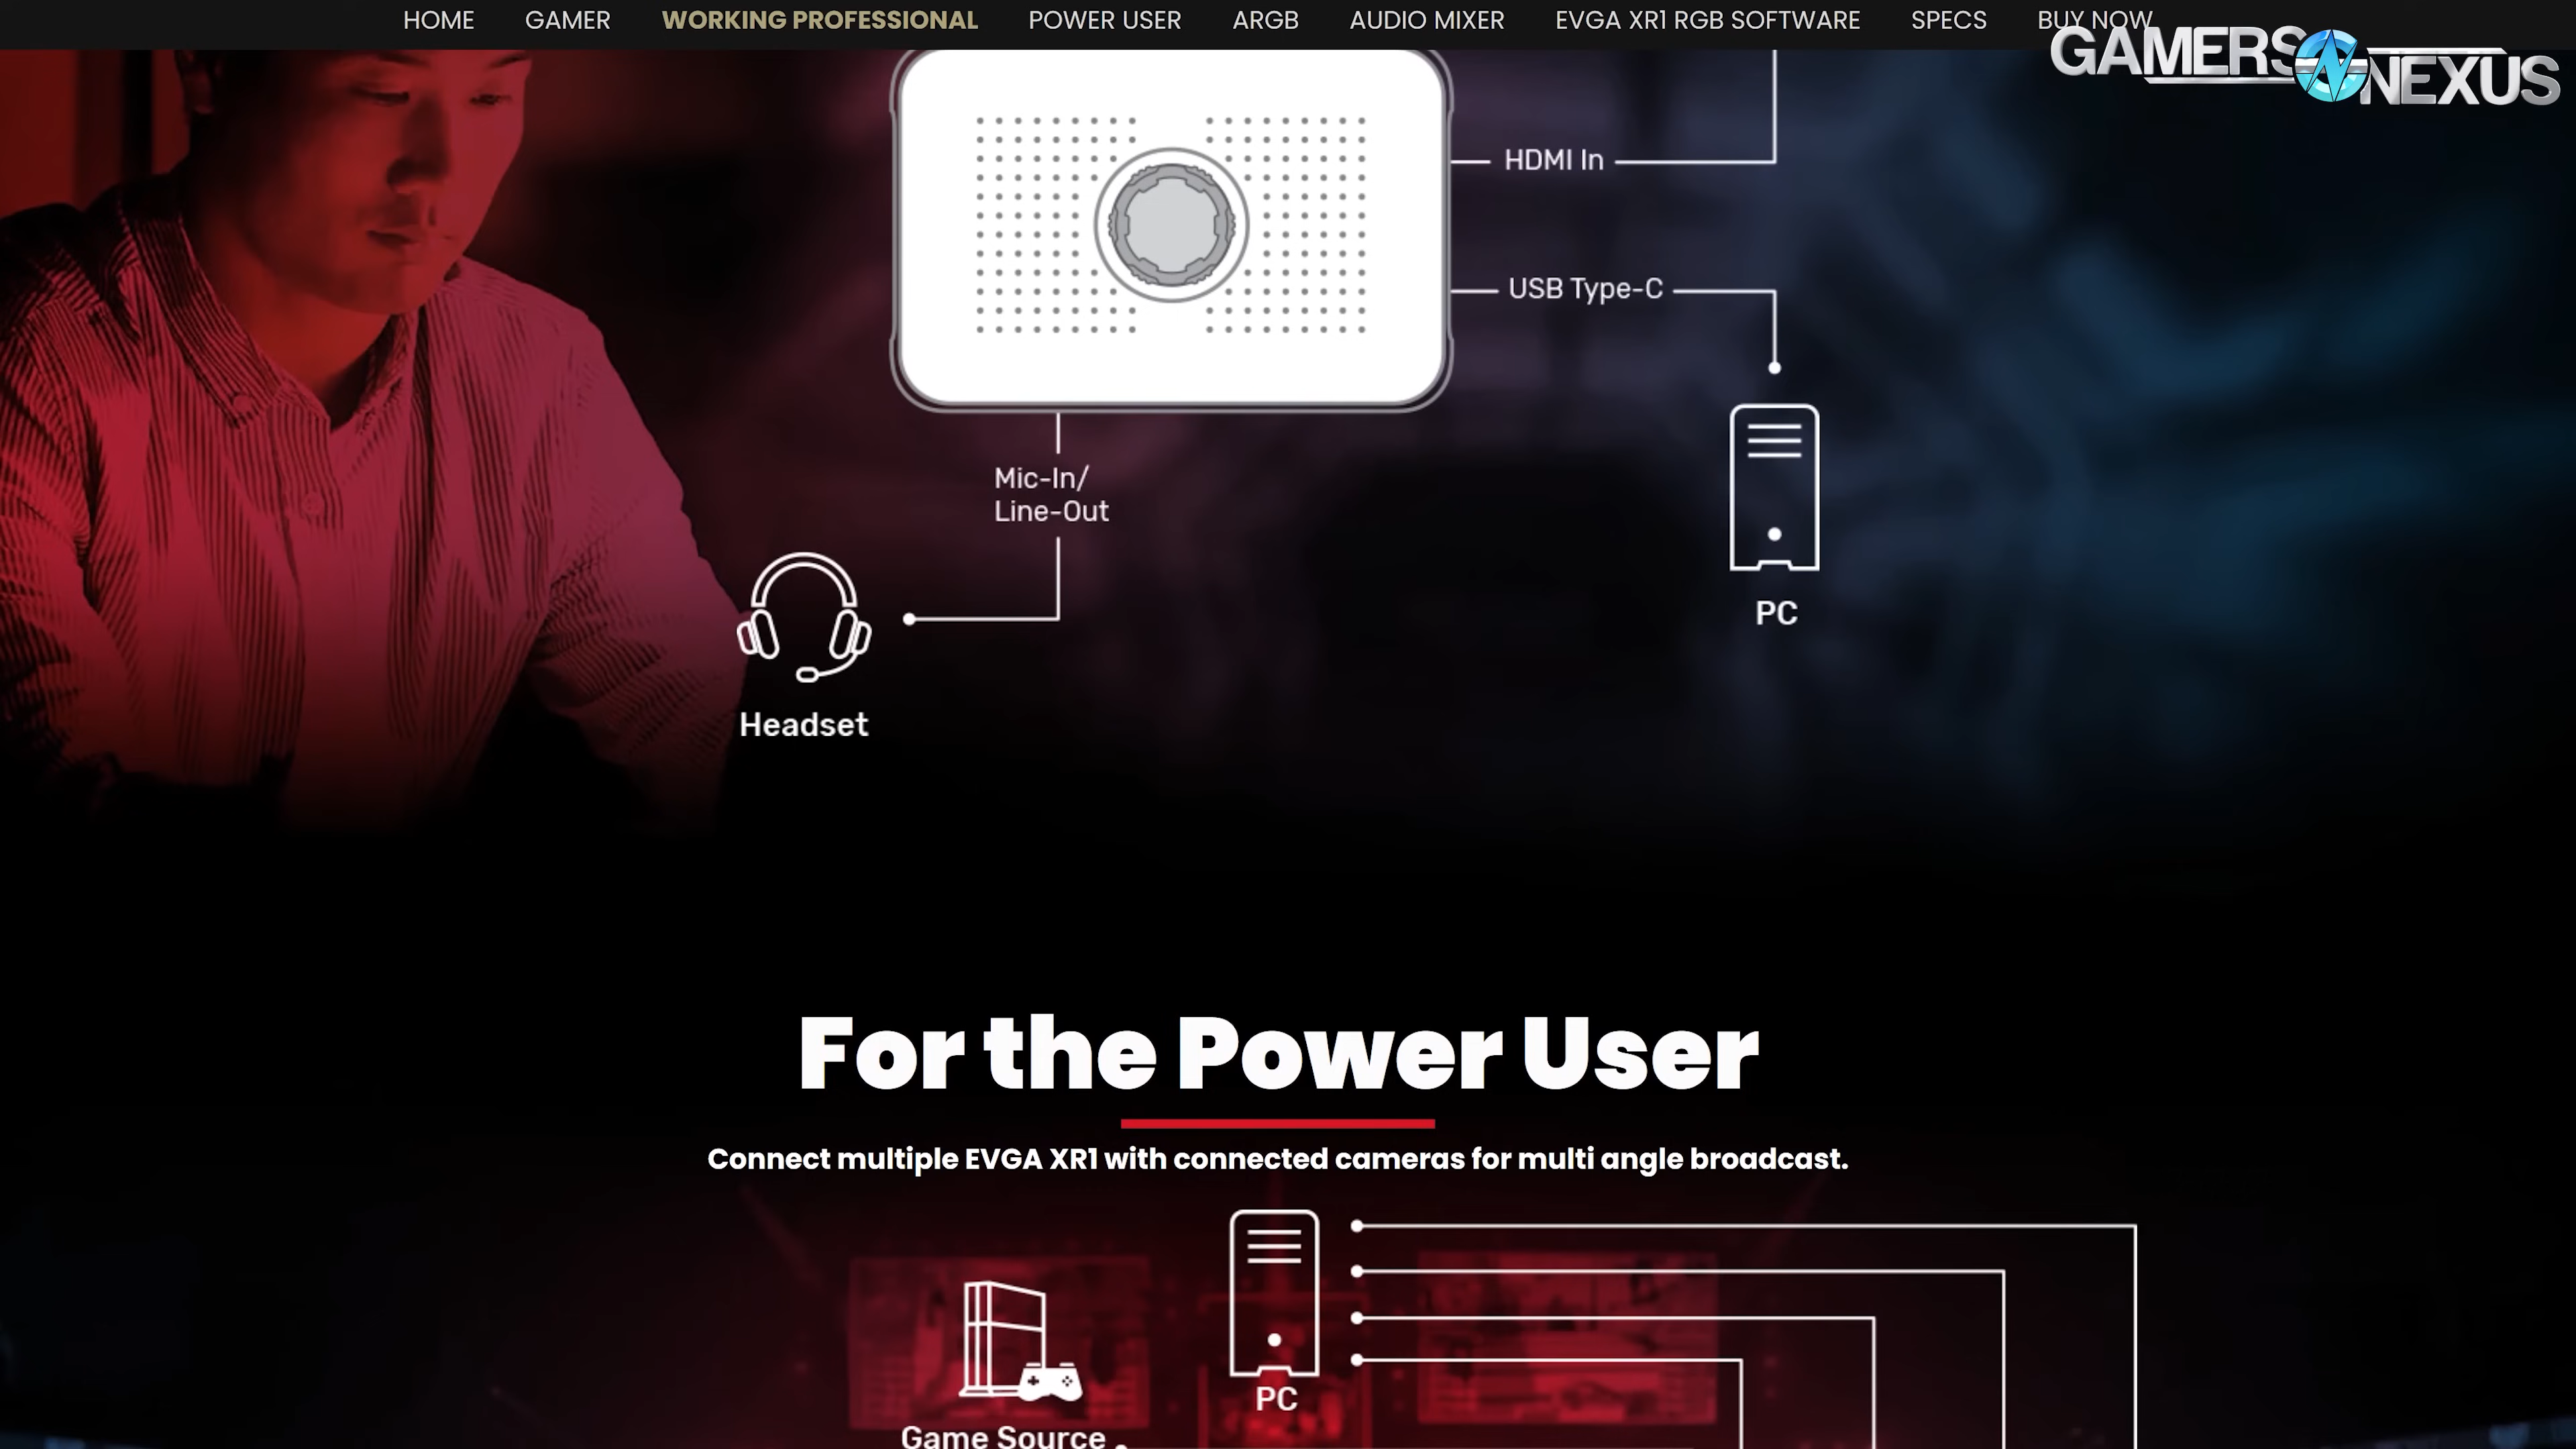 HOME GAMER WORKING PROFESSIONAL POWER USER ARGB AUDIO MIXER EVGA XR1 RGB SOFTWARE SPECS BUY NOW
GAMERS NEXUS
HDMI In
USB Type-C
Mic-In/
Line-Out
PC
Headset
For the Power User
Connect multiple EVGA XR1 with connected cameras for multi angle broadcast.
PC
Game Source